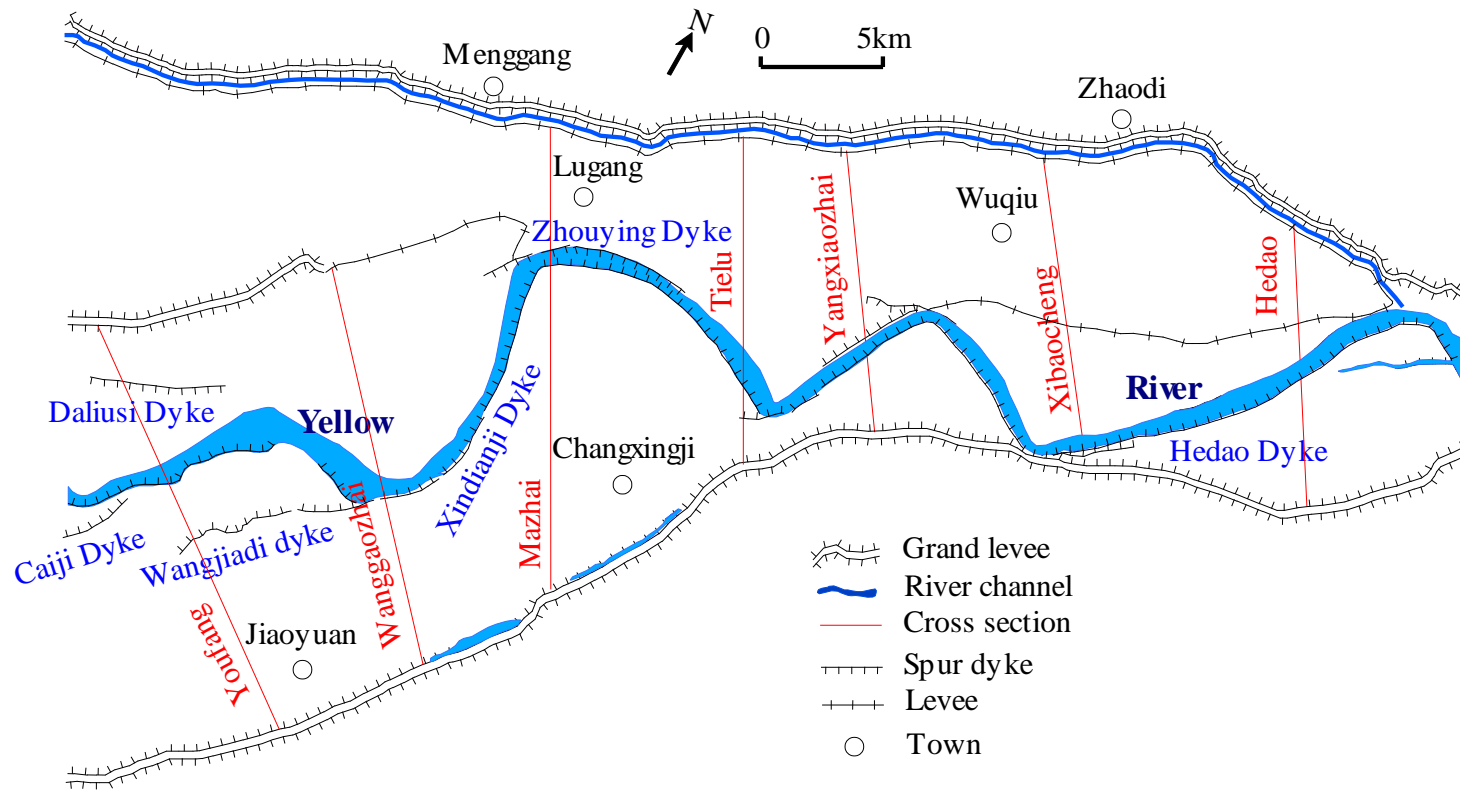 N
0 5km
Menggang
Zhaodi
Lugang
Wuqiu
Zhouying Dyke
Yangxiaozhai
Tielu
Hedao
Xibaocheng
Daliusi Dyke
Yellow
River
Xindianji Dyke
Changxingji
Hedao Dyke
Mazhai
Wanggaozhai
Caiji Dyke
Wangjiadi dyke
Youfang
Jiaoyuan
Grand levee
River channel
Cross section
Spur dyke
Levee
Town